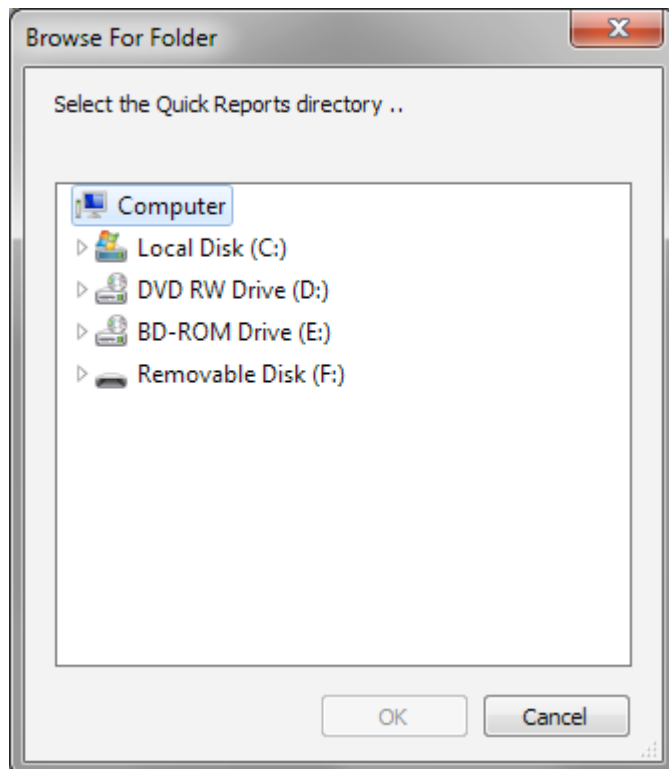 Browse For Folder
Select the Quick Reports directory ..
Computer
Local Disk (C:)
DVD RW Drive (D:)
BD-ROM Drive (E:)
Removable Disk (F:)
OK
Cancel